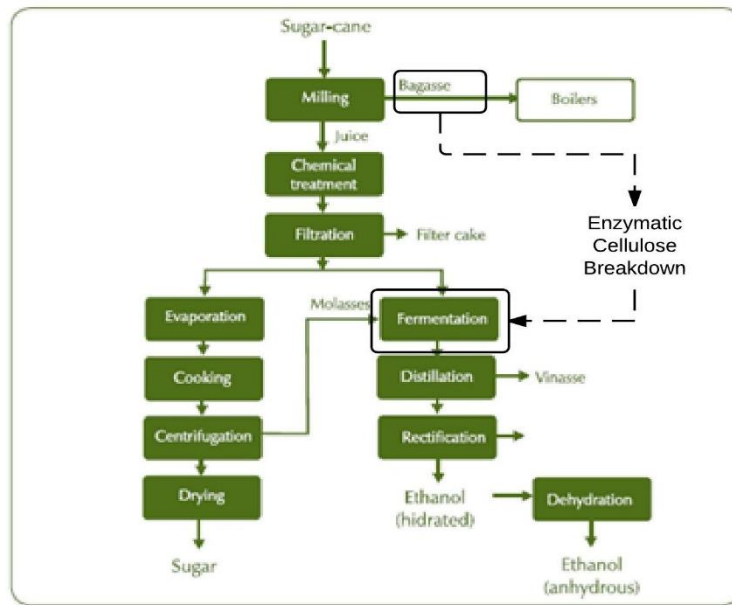 Sugar-cane
Milling
Bagasse
Boilers
Juice
Chemical
treatment
Enzymatic
Cellulose
Breakdown
Filtration
Filter cake
Molasses
Evaporation
Fermentation
Cooking
Distillation
Vinasse
Centrifugation
Rectification
Drying
Ethanol
(hidrated)
Dehydration
Sugar
Ethanol
(anhydrous)